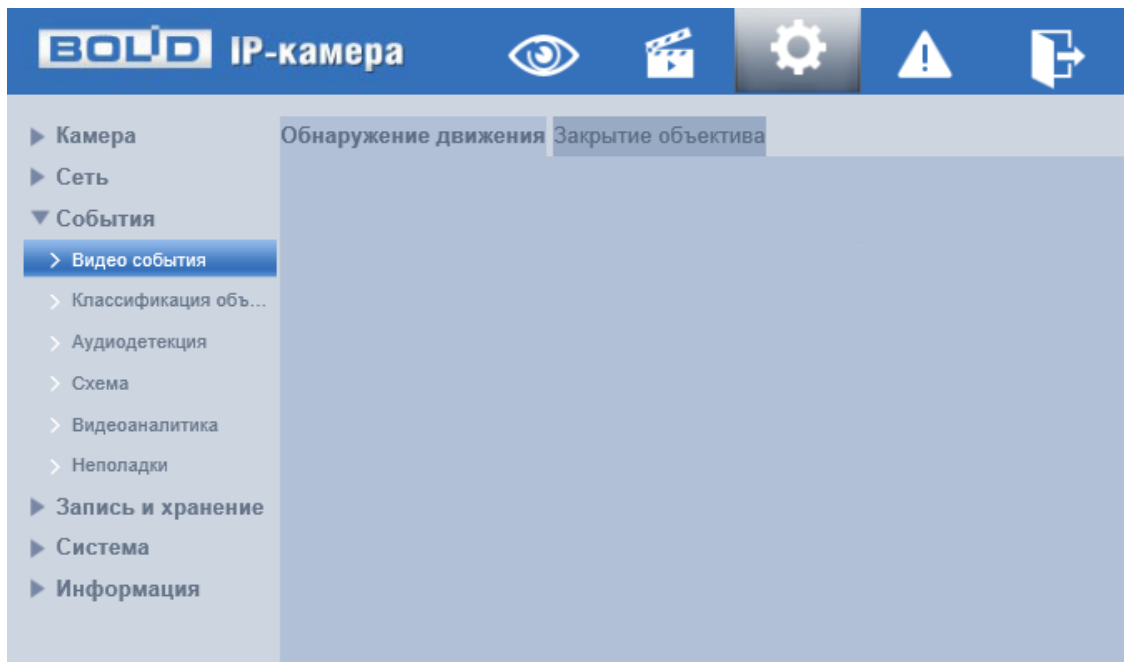 BOLID IP-камера
Обнаружение движения Закрытие объектива
Камера
Сеть
События
Видео события
Классификация объ...
Аудиодетекция
Схема
Видеоаналитика
Неполадки
Запись и хранение
Система
Информация